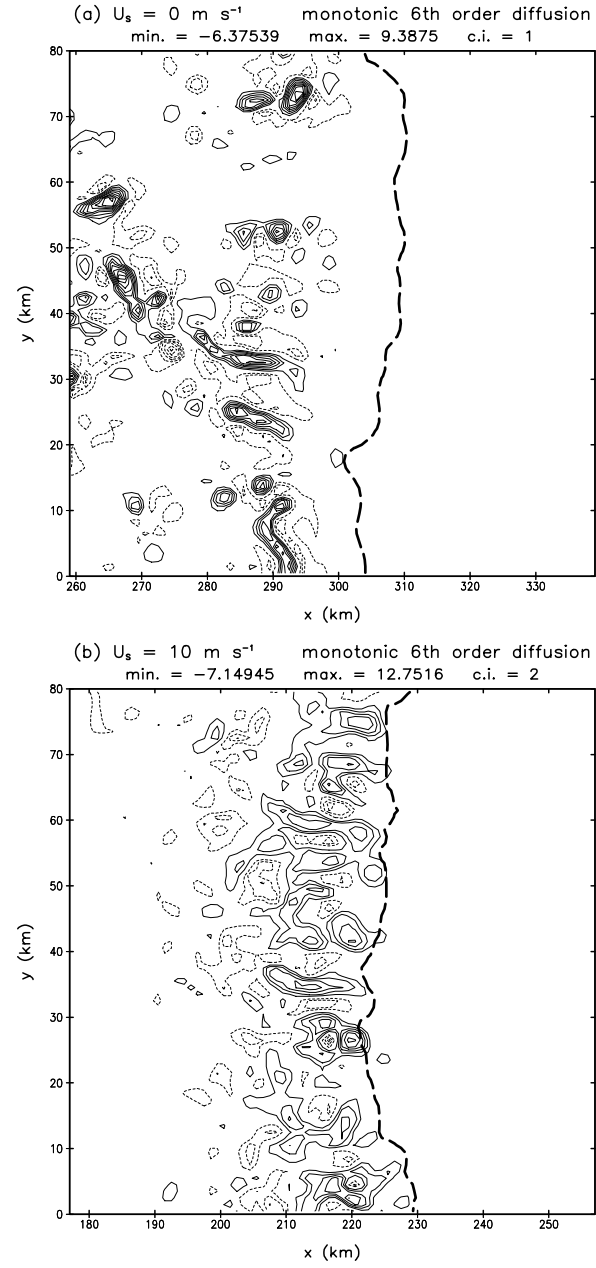 (a) Uₛ = 0 m s⁻¹ monotonic 6th order diffusion
min. = −6.37539 max. = 9.3875 c.i. = 1
80
70
60
50
40
30
20
10
0
y (km)
260 270 280 290 300 310 320 330
x (km)
(b) Uₛ = 10 m s⁻¹ monotonic 6th order diffusion
min. = −7.14945 max. = 12.7516 c.i. = 2
80
70
60
50
40
30
20
10
0
y (km)
180 190 200 210 220 230 240 250
x (km)